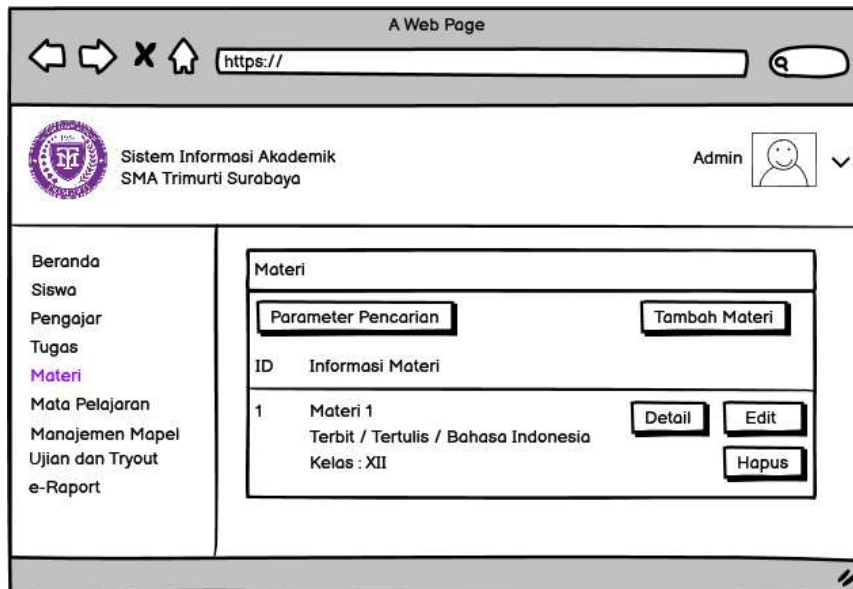 A Web Page
https://
Sistem Informasi Akademik
SMA Trimurti Surabaya
Admin
Beranda
Siswa
Pengajar
Tugas
Materi
Mata Pelajaran
Manajemen Mapel
Ujian dan Tryout
e-Raport
Materi
Parameter Pencarian
Tambah Materi
ID Informasi Materi
1 Materi 1
Terbit / Tertulis / Bahasa Indonesia
Kelas : XII
Detail
Edit
Hapus